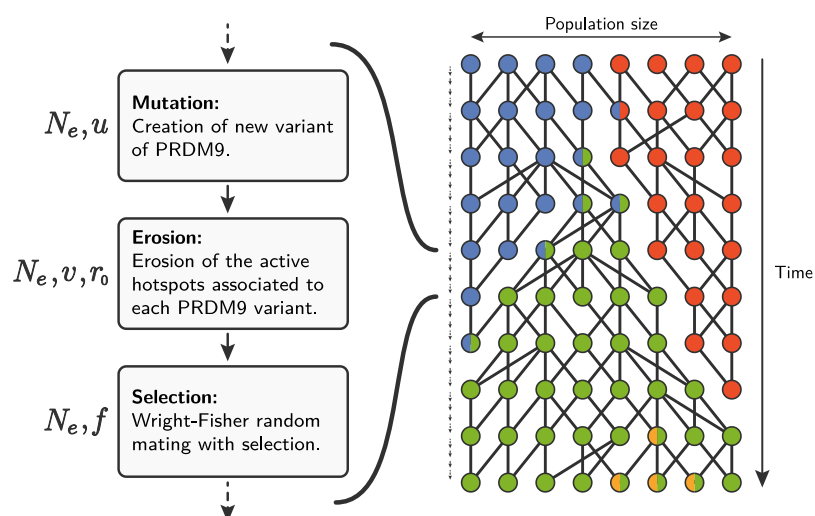 Population size
Mutation:
Creation of new variant
of PRDM9.
N_e, u
Erosion:
Erosion of the active
hotspots associated to
each PRDM9 variant.
N_e, v, r_0
Selection:
Wright-Fisher random
mating with selection.
N_e, f
Time